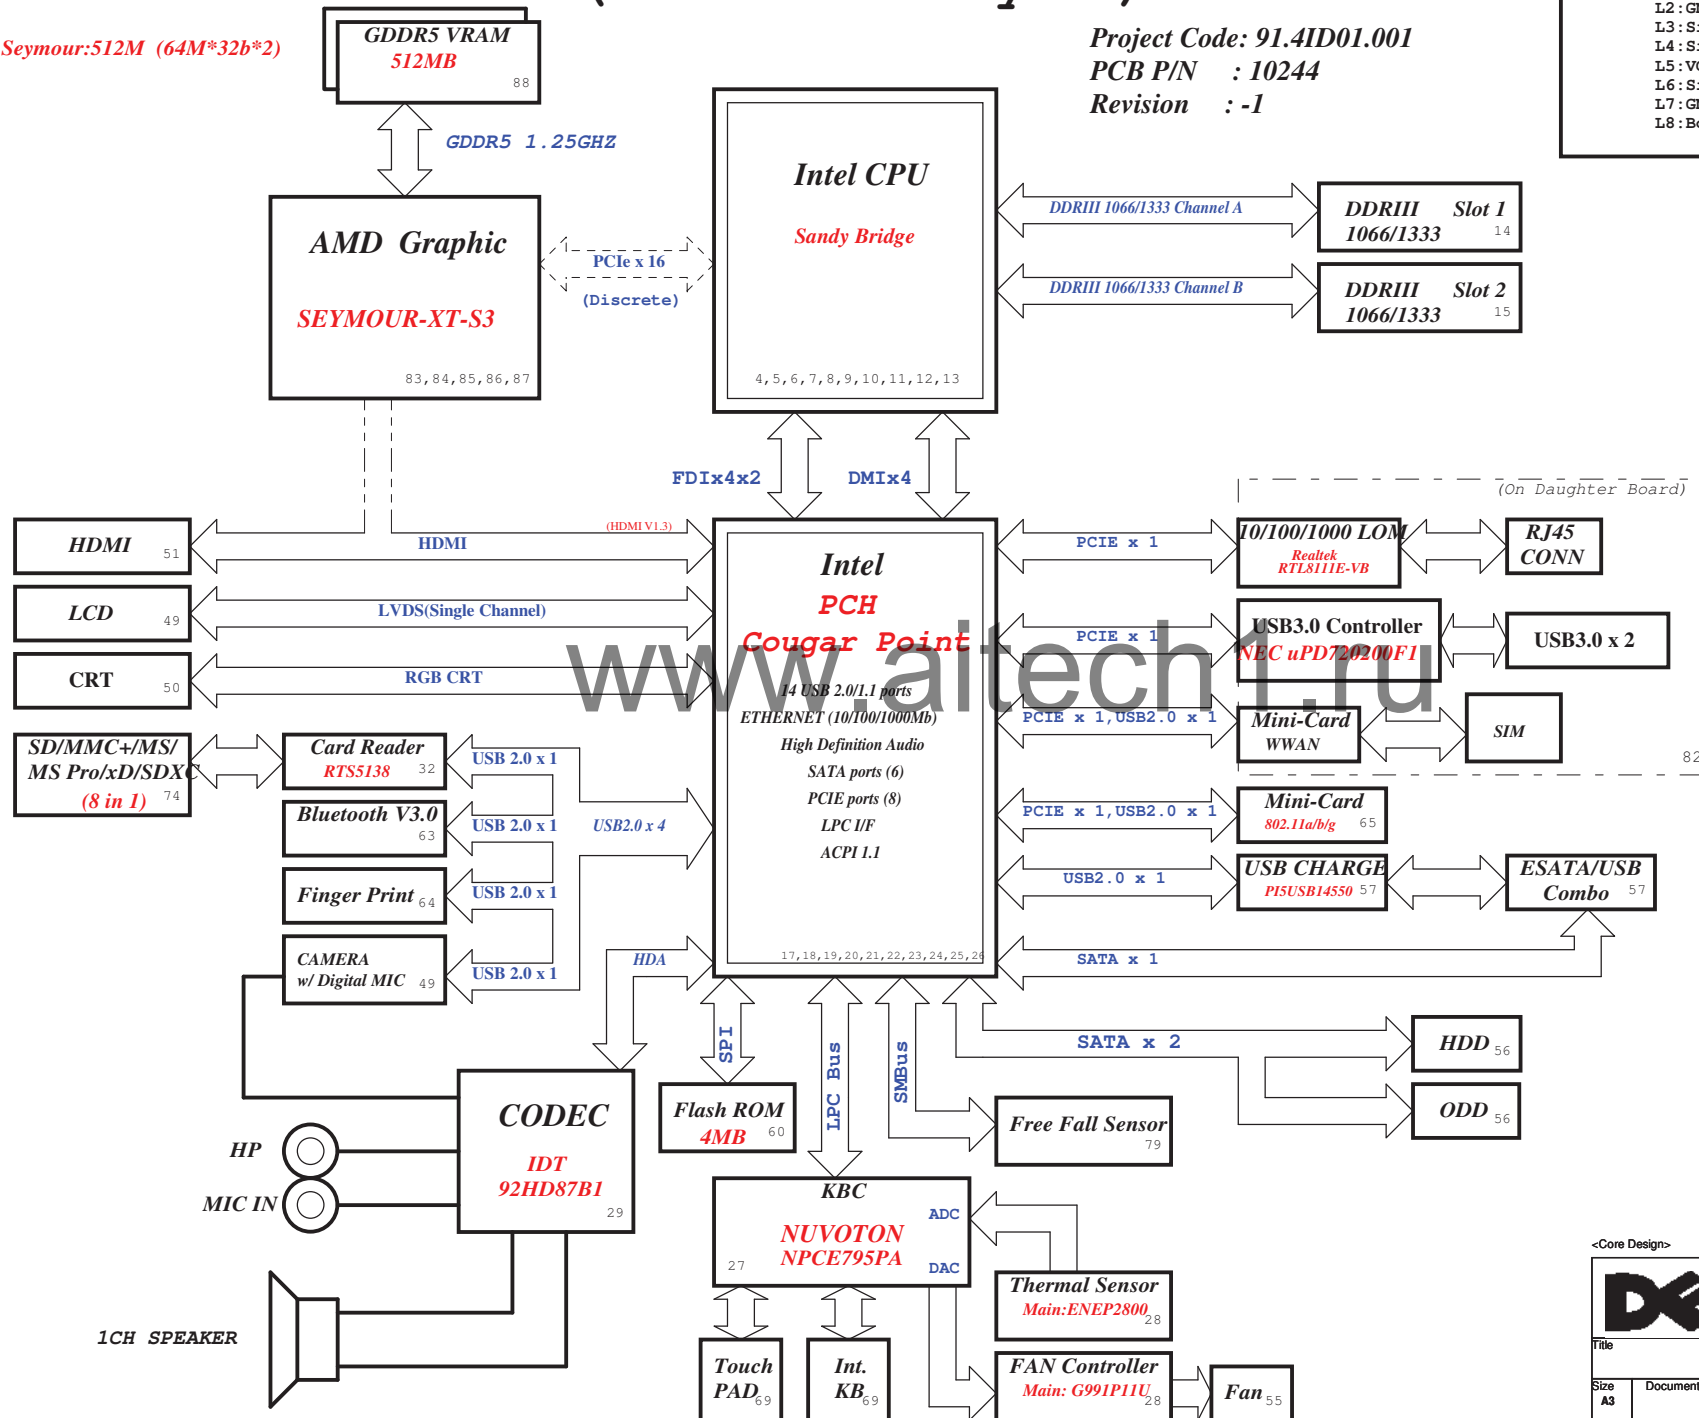 Seymour:512M (64M*32b*2)
GDDR5 VRAM
512MB
88
GDDR5 1.25GHZ
Project Code: 91.4ID01.001
PCB P/N : 10244
Revision : -1
L8:Bo
AMD Graphic
SEYMOUR-XT-S3
83,84,85,86,87
PCIe x 16
(Discrete)
Intel CPU
Sandy Bridge
4,5,6,7,8,9,10,11,12,13
DDRIII 1066/1333 Channel A
DDRIII Slot 1
1066/1333
14
DDRIII 1066/1333 Channel B
DDRIII Slot 2
1066/1333
15
FDIx4x2
DMIx4
HDMI
51
HDMI
(HDMI V1.3)
LCD
49
LVDS(Single Channel)
CRT
50
RGB CRT
SD/MMC+/MS/
MS Pro/xD/SDXC
(8 in 1)
74
Card Reader
RTS5138
32
USB 2.0 x 1
Bluetooth V3.0
63
USB 2.0 x 1
USB2.0 x 4
Finger Print
64
USB 2.0 x 1
CAMERA
w/ Digital MIC
49
USB 2.0 x 1
HDA
Intel
PCH
Cougar Point
14 USB 2.0/1.1 ports
ETHERNET (10/100/1000Mb)
High Definition Audio
SATA ports (6)
PCIE ports (8)
LPC I/F
ACPI 1.1
17,18,19,20,21,22,23,24,25,26
www.aitech1.ru
(On Daughter Board)
PCIE x 1
10/100/1000 LOM
Realtek
RTL8111E-VB
RJ45
CONN
PCIE x 1
USB3.0 Controller
NEC uPD720200F1
USB3.0 x 2
PCIE x 1,USB2.0 x 1
Mini-Card
WWAN
SIM
82
PCIE x 1,USB2.0 x 1
Mini-Card
802.11a/b/g
65
USB2.0 x 1
USB CHARGE
PI5USB14550
57
ESATA/USB
Combo
57
SATA x 1
SATA x 2
HDD
56
ODD
56
SPI
LPC Bus
SMBus
Flash ROM
4MB
60
Free Fall Sensor
79
CODEC
IDT
92HD87B1
29
HP
MIC IN
1CH SPEAKER
KBC
NUVOTON
NPCE795PA
27
ADC
DAC
Thermal Sensor
Main:ENEP2800
28
FAN Controller
Main: G991P11U
28
Fan
55
Touch
PAD
69
Int.
KB
69
<Core Design>
Title
Size
A3
Document